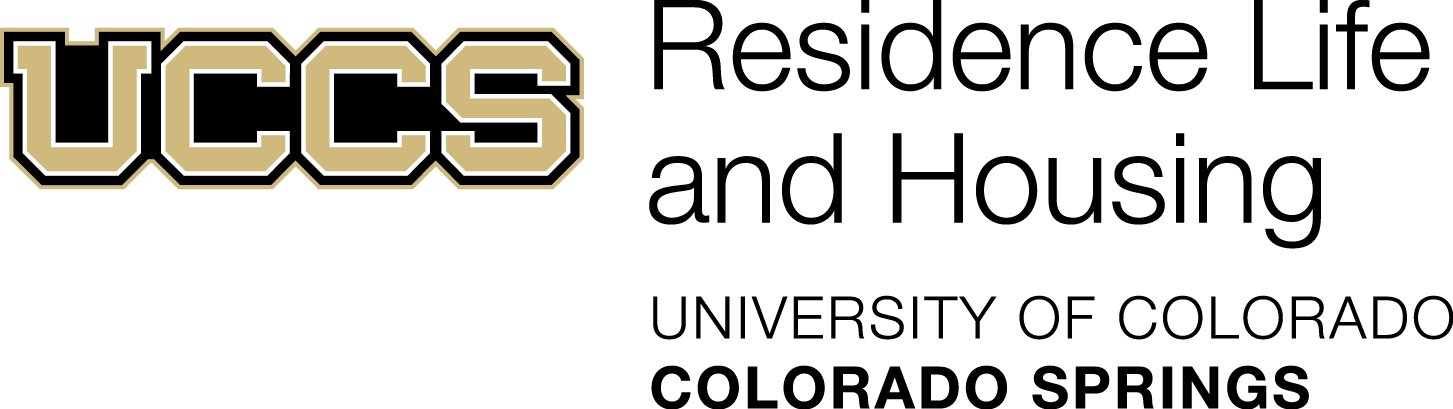 UCCS
Residence Life
and Housing
UNIVERSITY OF COLORADO
COLORADO SPRINGS